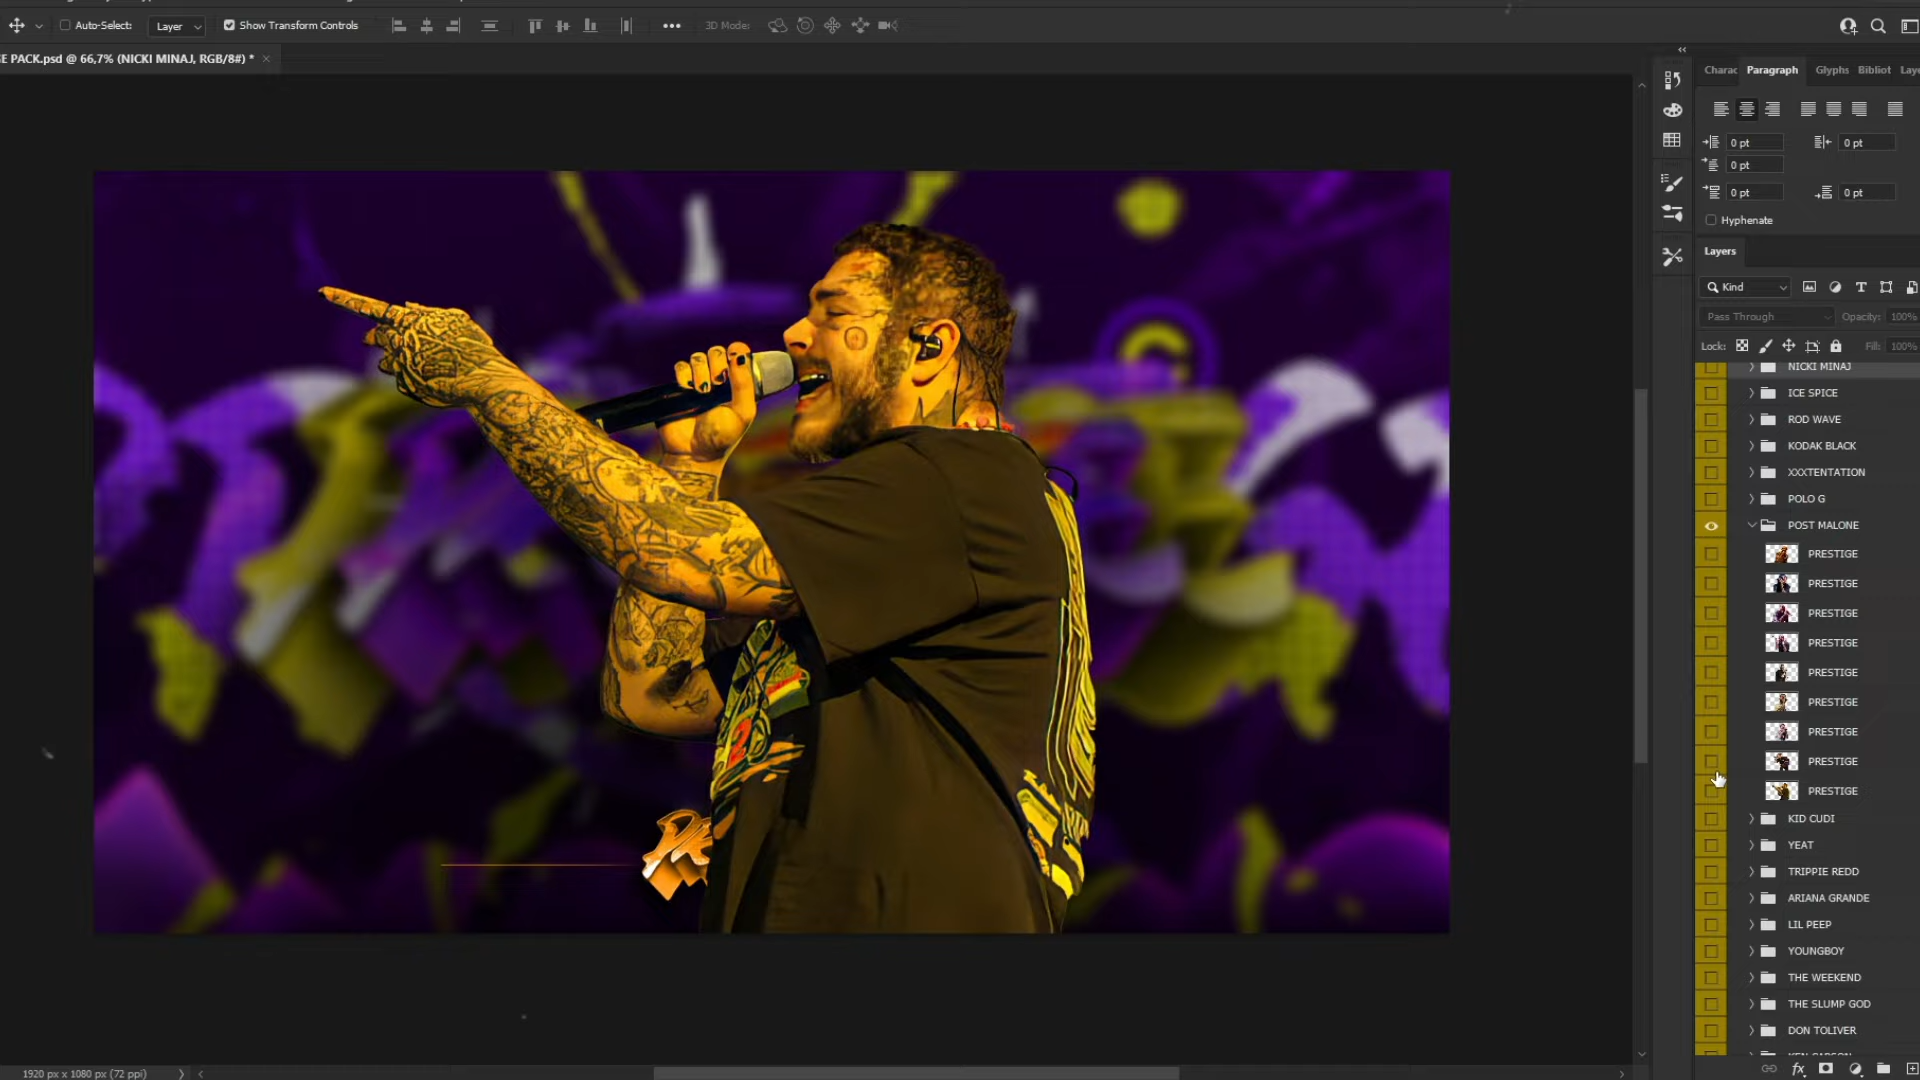 Auto-Select:
Layer
Show Transform Controls
3D Mode:
E PACK.psd @ 66,7% (NICKI MINAJ, RGB/8#) *
Charac
Paragraph
Glyphs
Bibliot
Laye
0 pt
0 pt
0 pt
0 pt
0 pt
Hyphenate
Layers
Kind
Pass Through
Opacity: 100%
Lock:
Fill: 100%
NICKI MINAJ
ICE SPICE
ROD WAVE
KODAK BLACK
XXXTENTATION
POLO G
POST MALONE
PRESTIGE
PRESTIGE
PRESTIGE
PRESTIGE
PRESTIGE
PRESTIGE
PRESTIGE
PRESTIGE
PRESTIGE
KID CUDI
YEAT
TRIPPIE REDD
ARIANA GRANDE
LIL PEEP
YOUNGBOY
THE WEEKEND
THE SLUMP GOD
DON TOLIVER
KEN CARSON
1920 px x 1080 px (72 ppi)